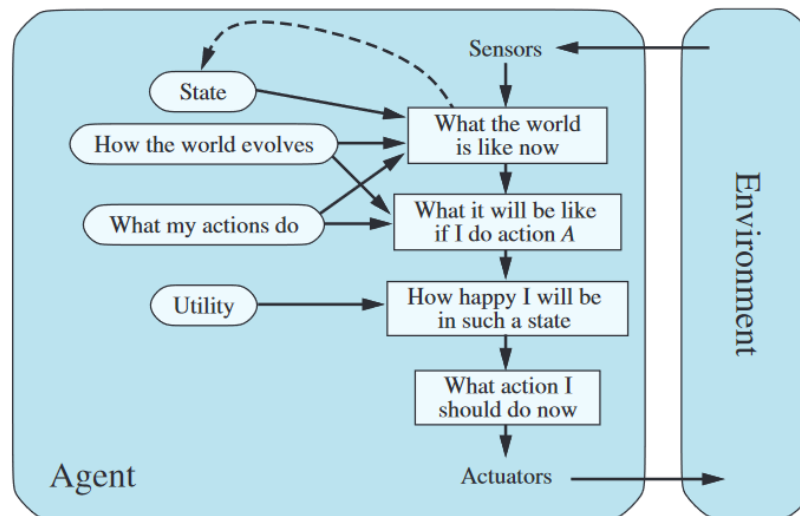 Sensors
State
What the world
is like now
How the world evolves
What my actions do
What it will be like
if I do action A
Utility
How happy I will be
in such a state
What action I
should do now
Agent
Actuators
Environment